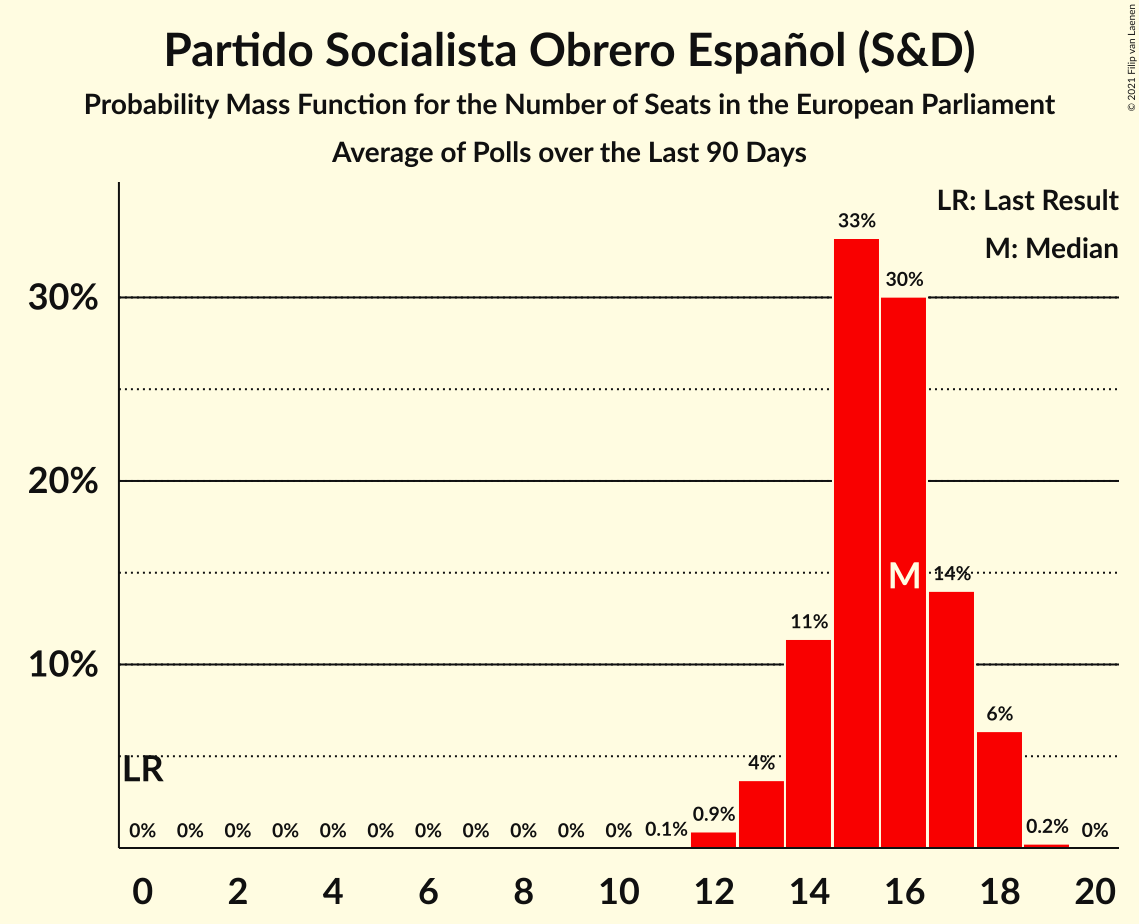 Partido Socialista Obrero Español (S&D)
Probability Mass Function for the Number of Seats in the European Parliament
Average of Polls over the Last 90 Days
© 2021 Filip van Laenen
LR: Last Result
M: Median
33%
30%
30%
20%
M
14%
11%
10%
6%
4%
LR
0% 0% 0% 0% 0% 0% 0% 0% 0% 0% 0% 0.1% 0.9% 0.2% 0%
0 2 4 6 8 10 12 14 16 18 20